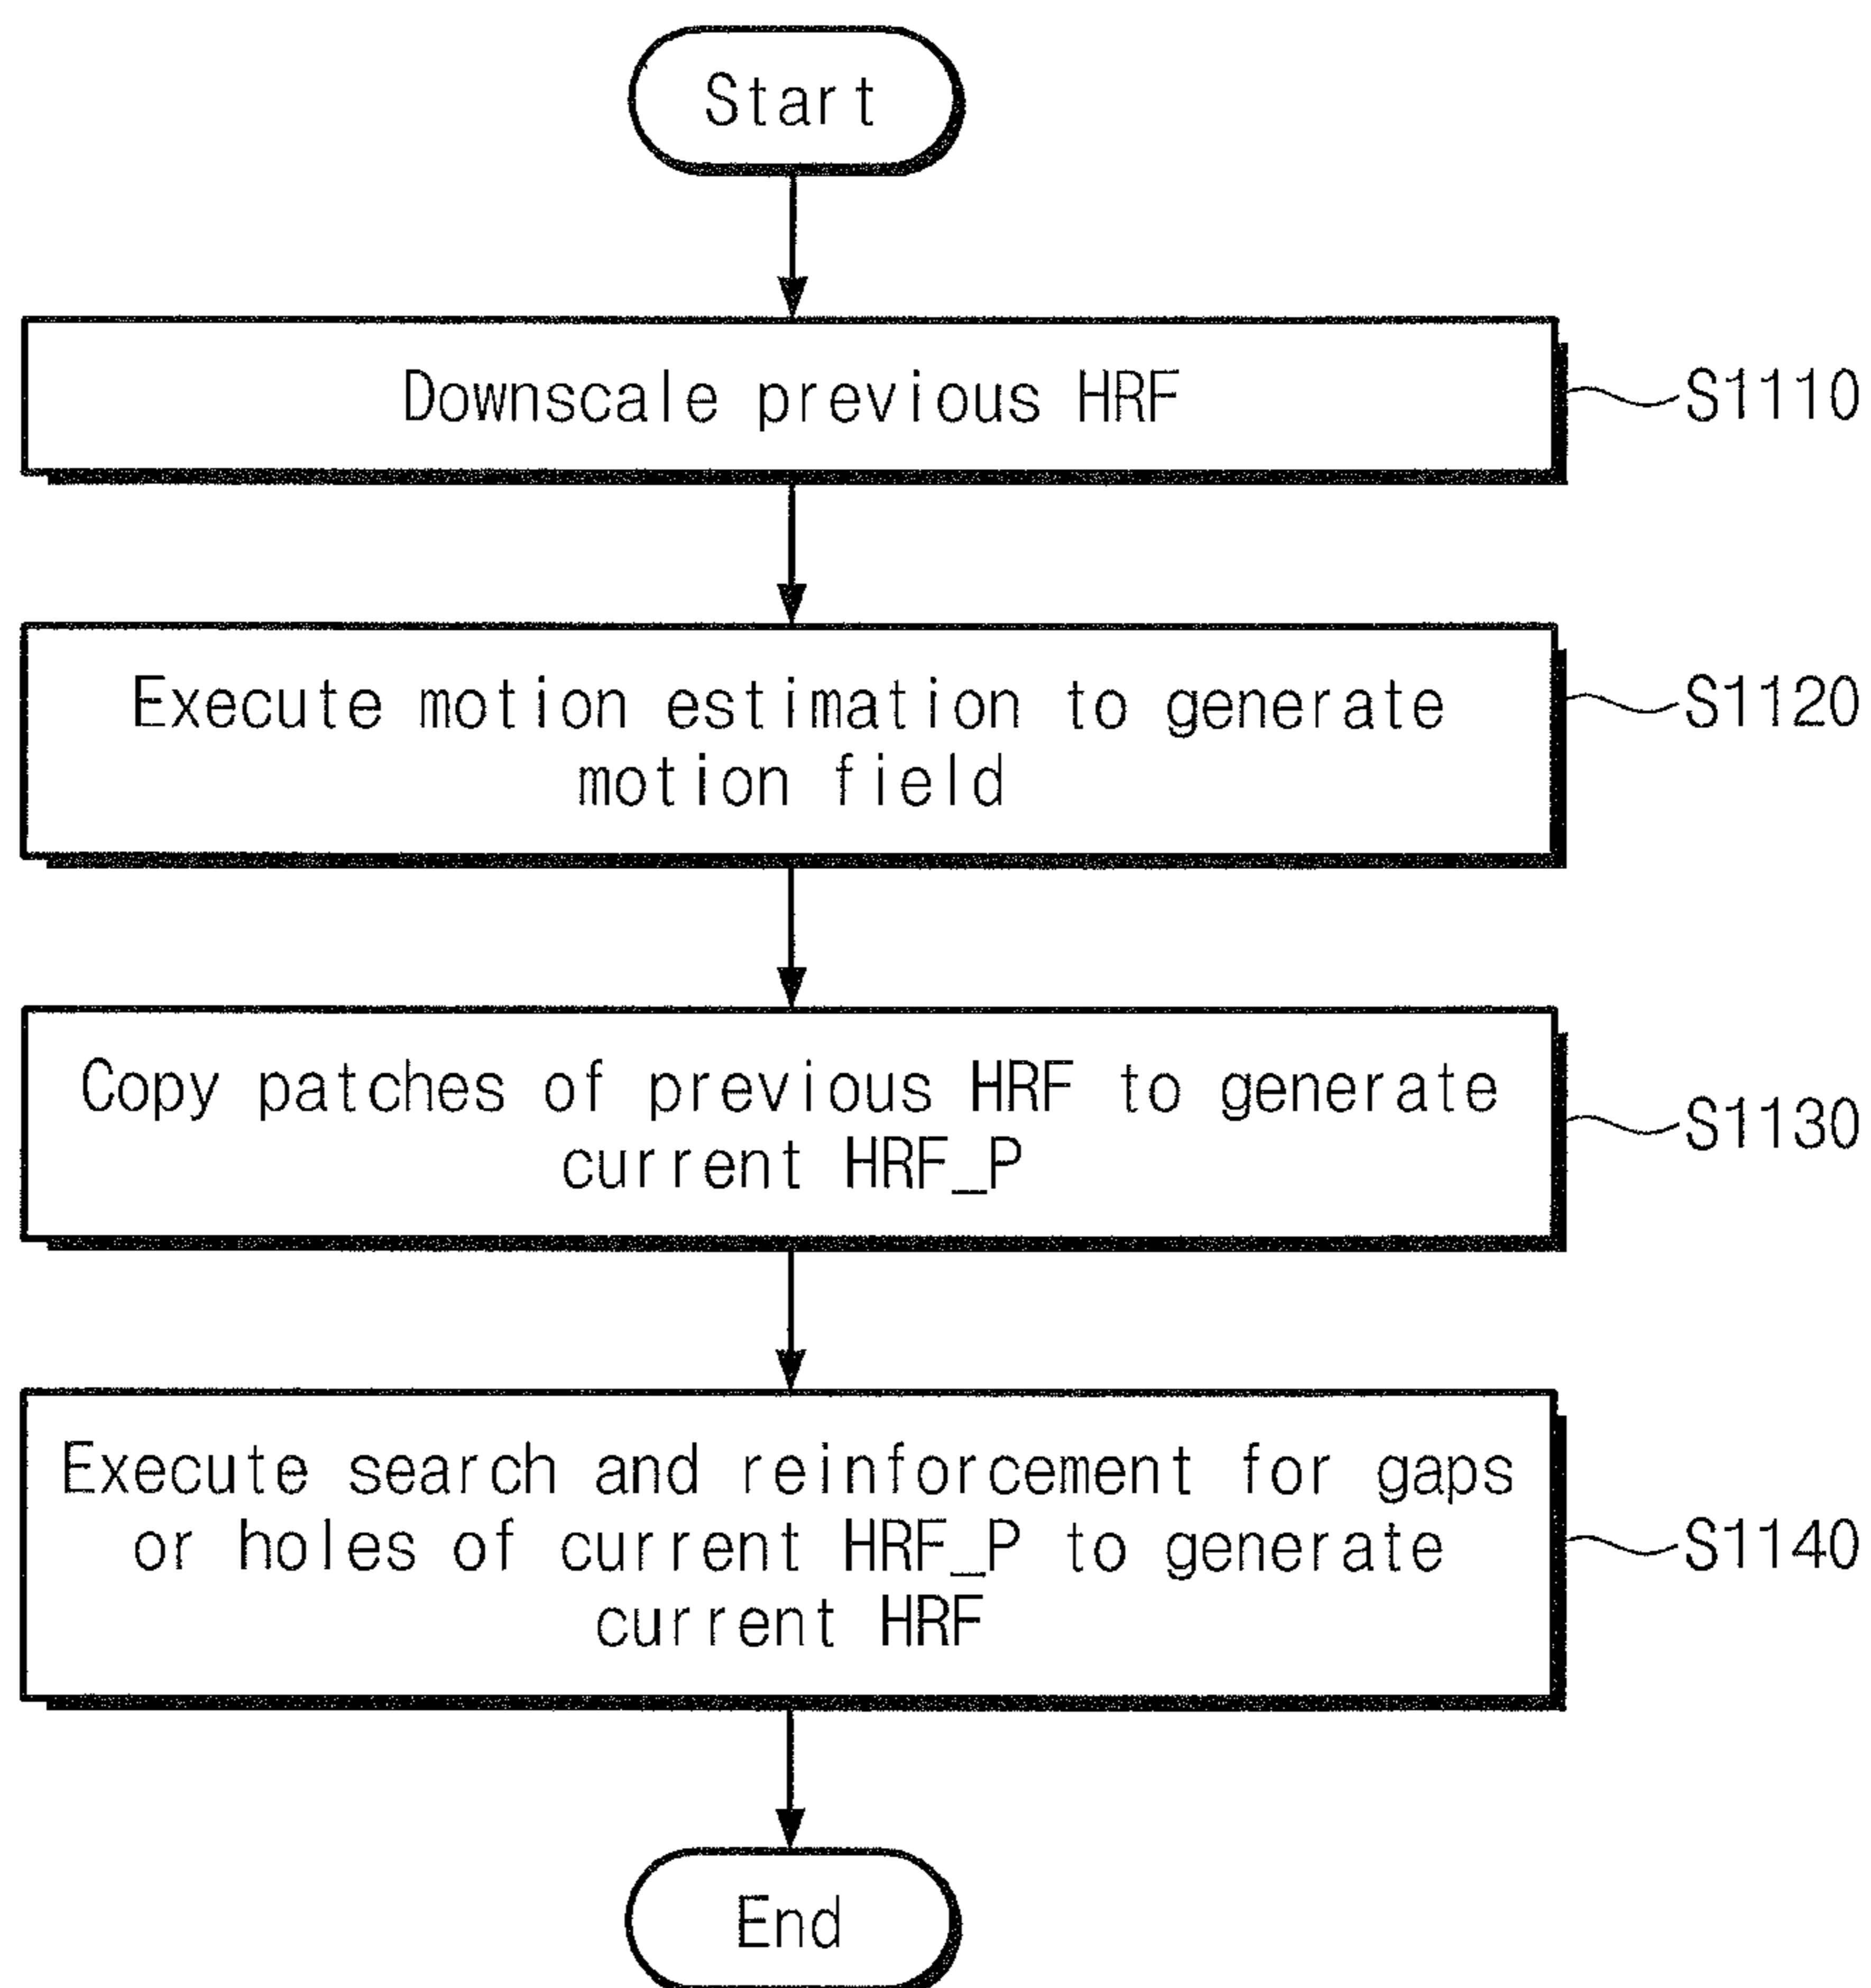 Start
Downscale previous HRF
S1110
Execute motion estimation to generate
motion field
S1120
Copy patches of previous HRF to generate
current HRF_P
S1130
Execute search and reinforcement for gaps
or holes of current HRF_P to generate
current HRF
S1140
End